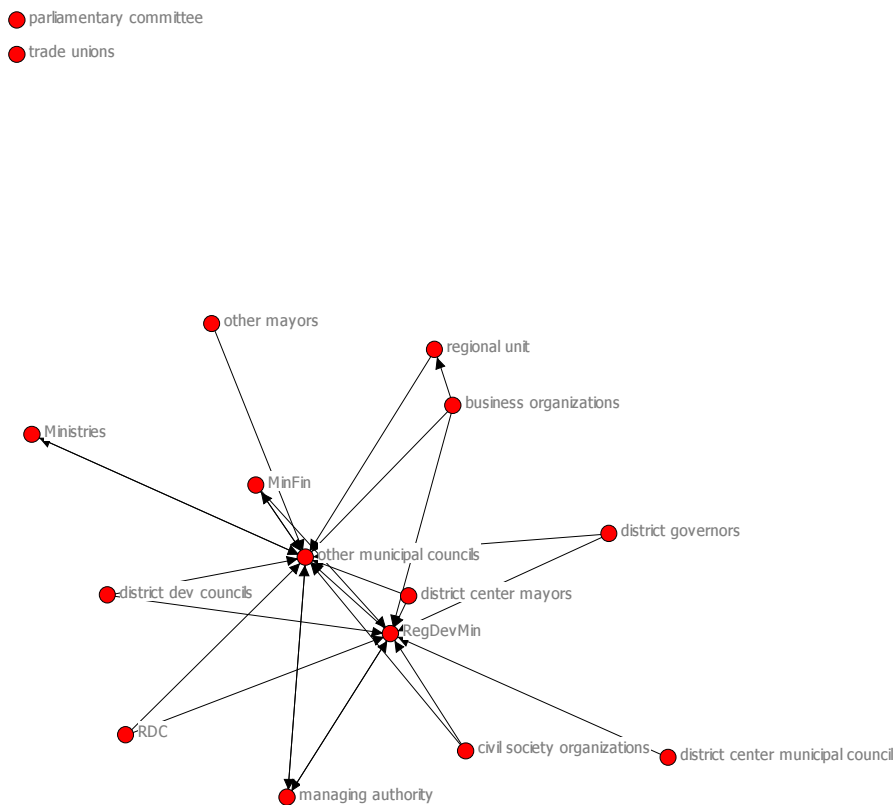 parliamentary committee
trade unions
other mayors
regional unit
business organizations
Ministries
MinFin
district governors
other municipal councils
district dev councils
district center mayors
RegDevMin
RDC
civil society organizations
district center municipal council
managing authority